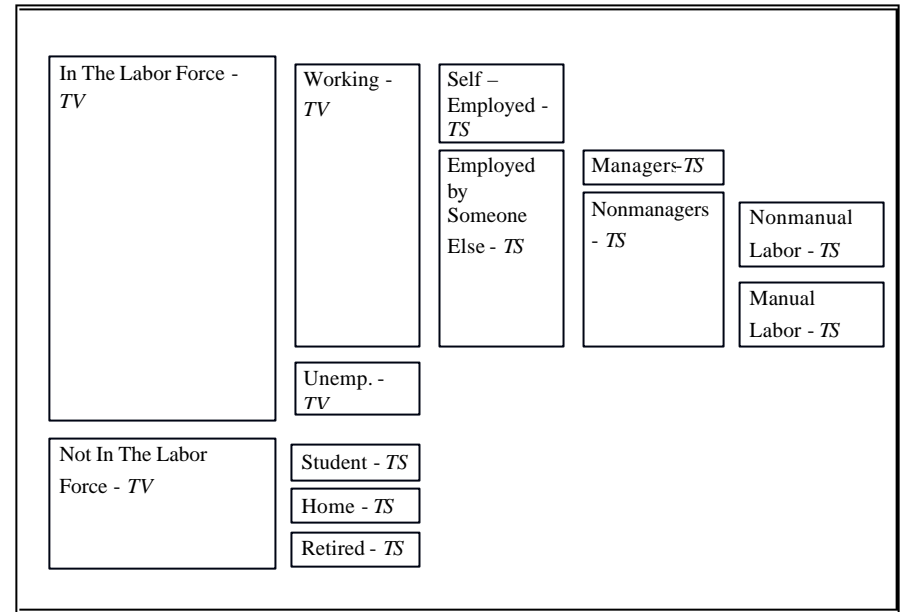 In The Labor Force -
TV
Working -
TV
Self –
Employed -
TS
Employed
by
Someone
Else - TS
Managers-TS
Nonmanagers
- TS
Nonmanual
Labor - TS
Manual
Labor - TS
Unemp. -
TV
Not In The Labor
Force - TV
Student - TS
Home - TS
Retired - TS